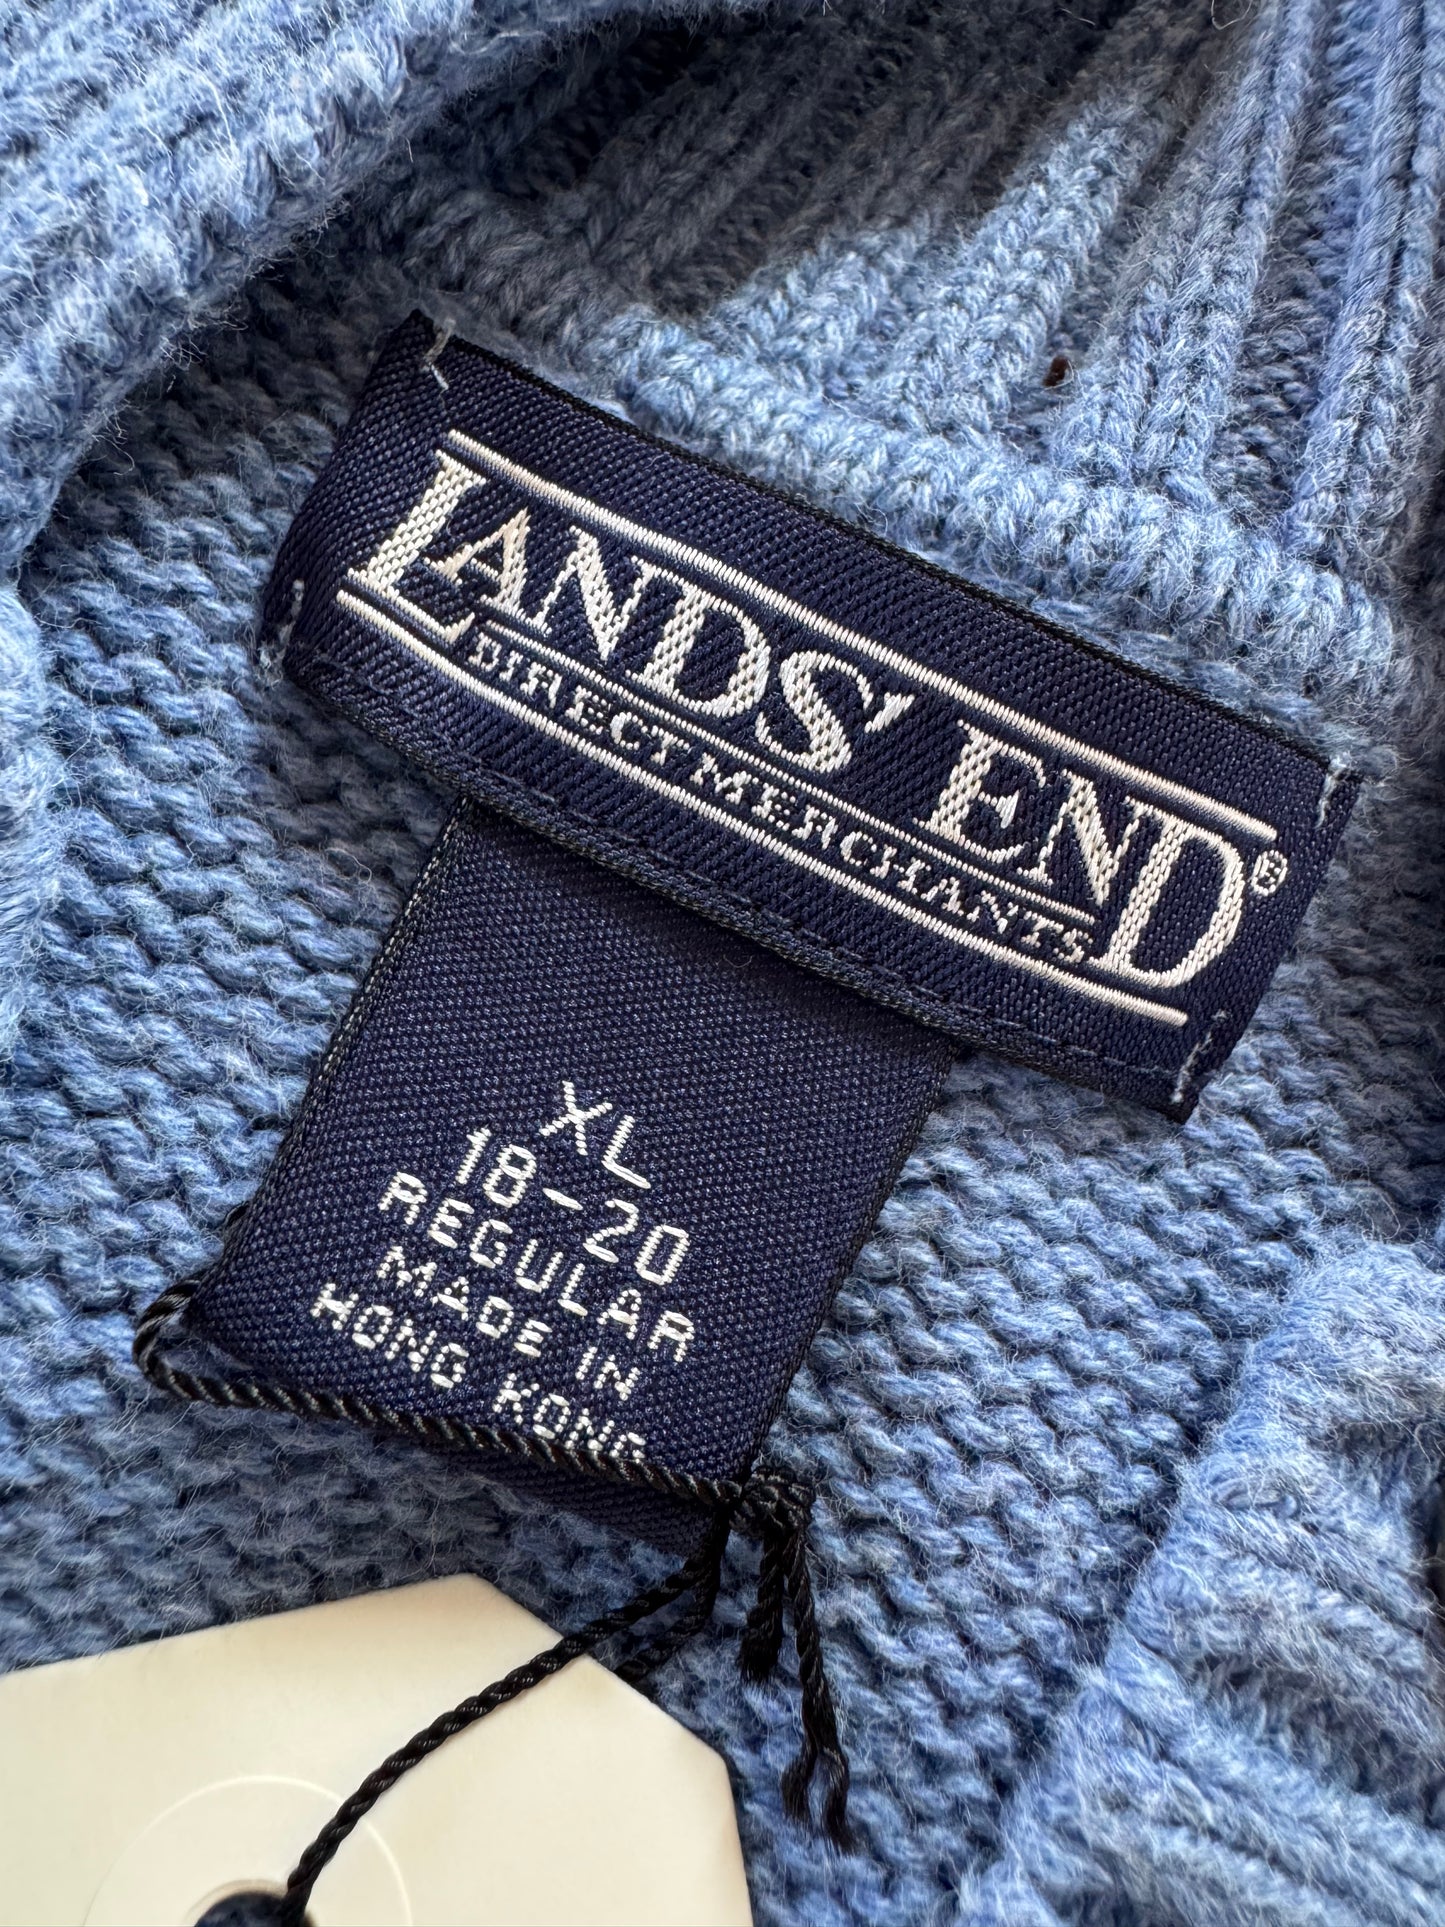 LANDS' END®
DIRECT MERCHANTS
XL
18-20
REGULAR
MADE IN
HONG KONG